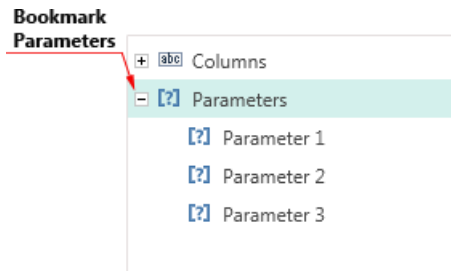 Bookmark
Parameters
abc Columns
[?] Parameters
[?] Parameter 1
[?] Parameter 2
[?] Parameter 3